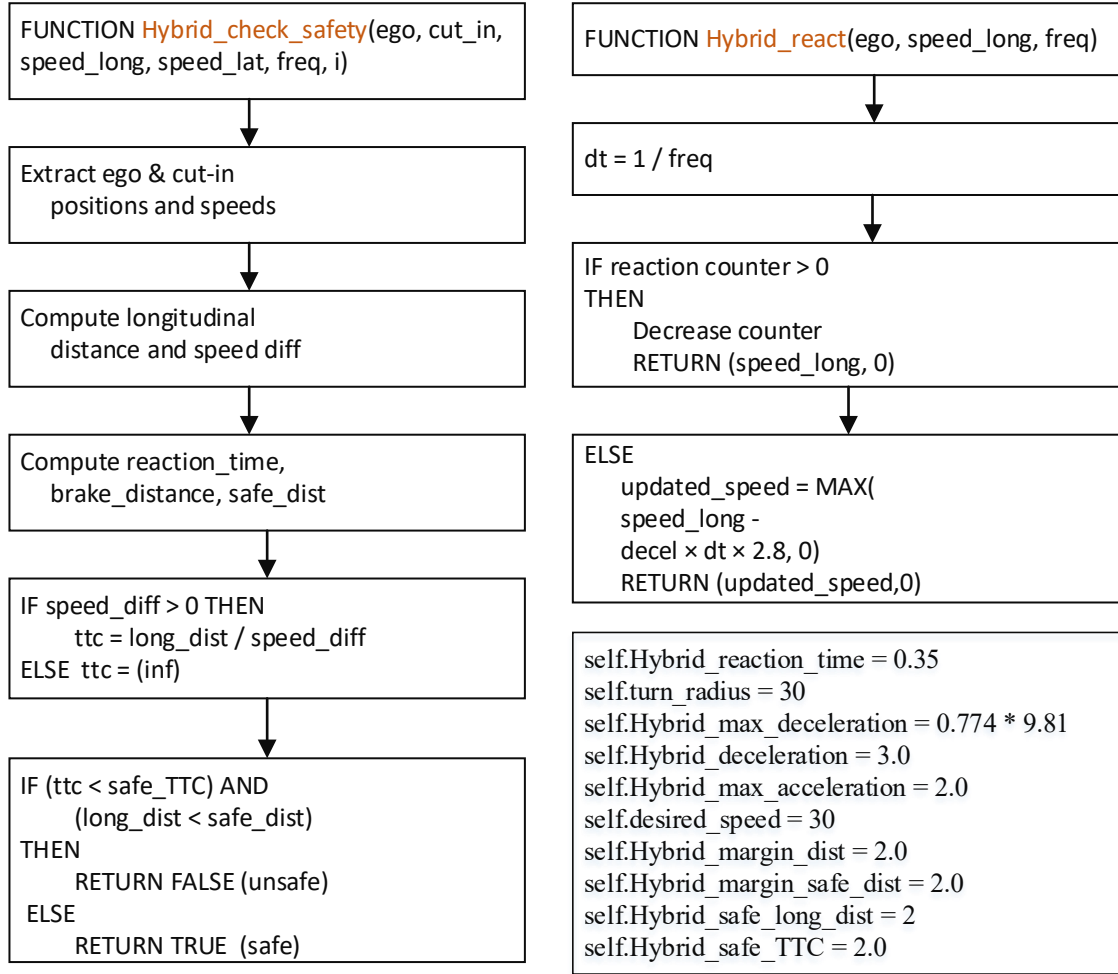 FUNCTION Hybrid_check_safety(ego, cut_in,
speed_long, speed_lat, freq, i)
Extract ego & cut-in
positions and speeds
Compute longitudinal
distance and speed diff
Compute reaction_time,
brake_distance, safe_dist
IF speed_diff > 0 THEN
ttc = long_dist / speed_diff
ELSE  ttc = (inf)
IF (ttc < safe_TTC) AND
(long_dist < safe_dist)
THEN
RETURN FALSE (unsafe)
ELSE
RETURN TRUE  (safe)
FUNCTION Hybrid_react(ego, speed_long, freq)
dt = 1 / freq
IF reaction counter > 0
THEN
Decrease counter
RETURN (speed_long, 0)
ELSE
updated_speed = MAX(
speed_long -
decel × dt × 2.8, 0)
RETURN (updated_speed,0)
self.Hybrid_reaction_time = 0.35
self.turn_radius = 30
self.Hybrid_max_deceleration = 0.774 * 9.81
self.Hybrid_deceleration = 3.0
self.Hybrid_max_acceleration = 2.0
self.desired_speed = 30
self.Hybrid_margin_dist = 2.0
self.Hybrid_margin_safe_dist = 2.0
self.Hybrid_safe_long_dist = 2
self.Hybrid_safe_TTC = 2.0